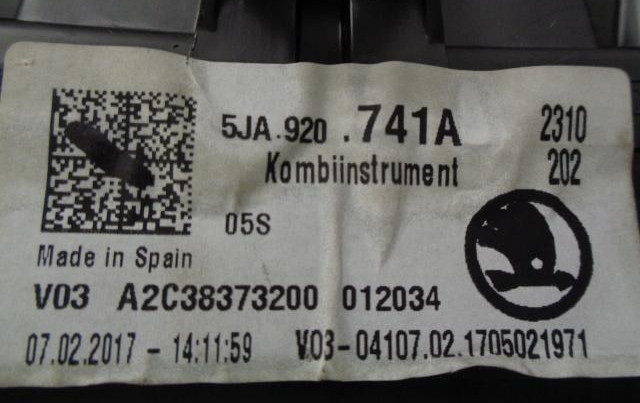 5JA.920 .741A 2310
Kombiinstrument 202
05S
Made in Spain
V03 A2C38373200 012034
07.02.2017 - 14:11:59 V03-04107.02.1705021971